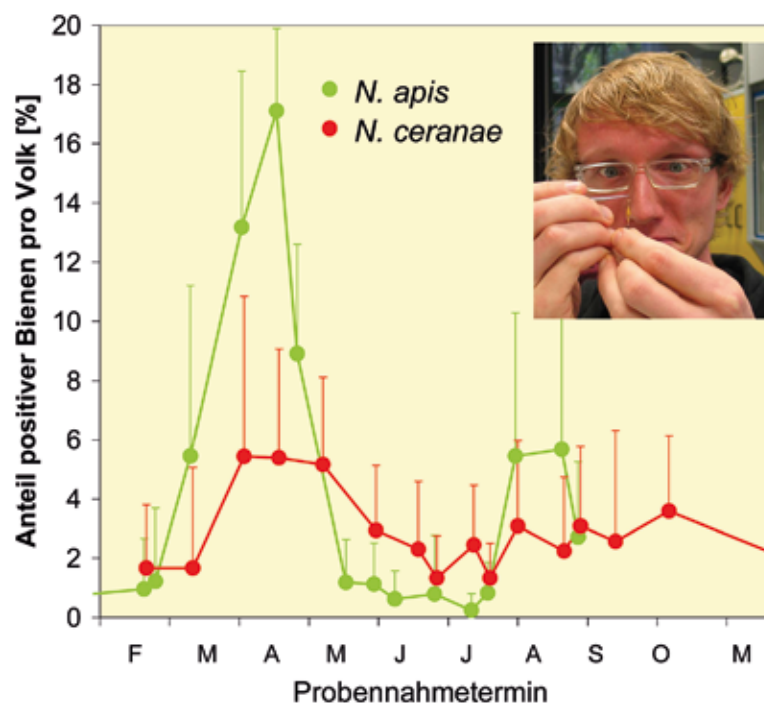 20
18
16
14
12
10
8
6
4
2
0
Anteil positiver Bienen pro Volk [%]
N. apis
N. ceranae
F M A M J J A S O M
Probennahmetermin